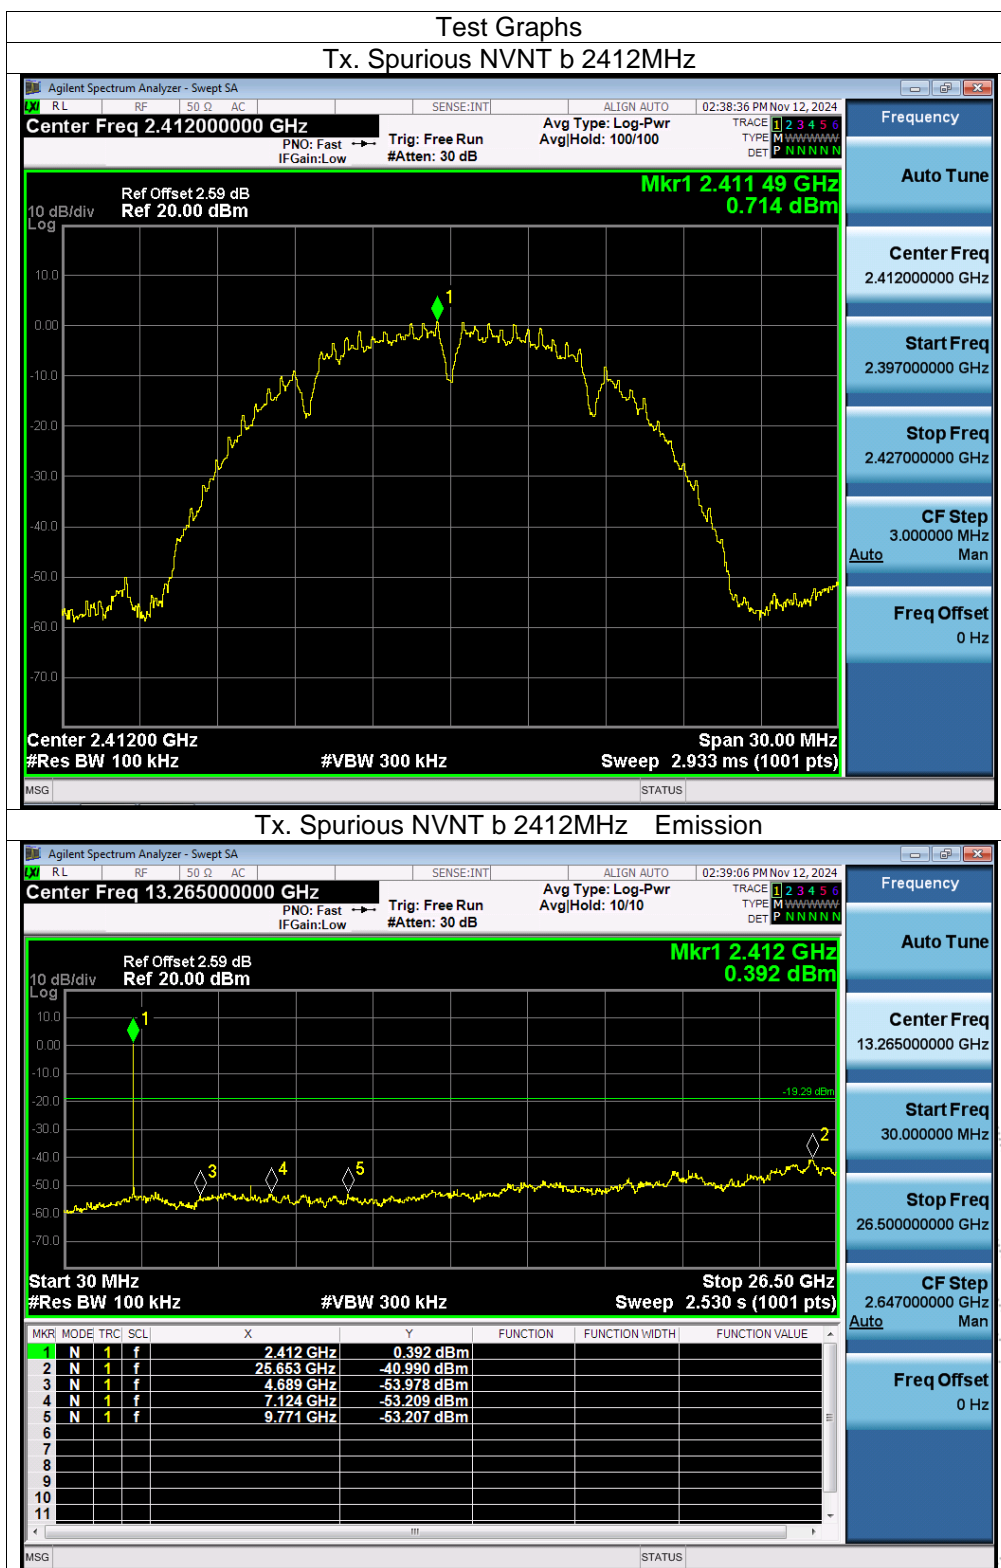 Test Graphs
Tx. Spurious NVNT b 2412MHz
Agilent Spectrum Analyzer - Swept SA
LXI RL RF 50 Ω AC SENSE:INT ALIGN AUTO 02:38:36 PM Nov 12, 2024
Center Freq 2.412000000 GHz
PNO: Fast
IFGain:Low
Trig: Free Run
#Atten: 30 dB
Avg Type: Log-Pwr
Avg|Hold: 100/100
TRACE 1 2 3 4 5 6
TYPE M WWWWW
DET P N N N N N
Ref Offset 2.59 dB
Ref 20.00 dBm
10 dB/div
Log
Mkr1 2.411 49 GHz
0.714 dBm
10.0
0.00
-10.0
-20.0
-30.0
-40.0
-50.0
-60.0
-70.0
1
Center 2.41200 GHz
#Res BW 100 kHz
#VBW 300 kHz
Span 30.00 MHz
Sweep 2.933 ms (1001 pts)
MSG STATUS
Frequency
Auto Tune
Center Freq
2.412000000 GHz
Start Freq
2.397000000 GHz
Stop Freq
2.427000000 GHz
CF Step
3.000000 MHz
Auto Man
Freq Offset
0 Hz
Tx. Spurious NVNT b 2412MHz Emission
Agilent Spectrum Analyzer - Swept SA
LXI RL RF 50 Ω AC SENSE:INT ALIGN AUTO 02:39:06 PM Nov 12, 2024
Center Freq 13.265000000 GHz
PNO: Fast
IFGain:Low
Trig: Free Run
#Atten: 30 dB
Avg Type: Log-Pwr
Avg|Hold: 10/10
TRACE 1 2 3 4 5 6
TYPE M WWWWW
DET P N N N N N
Ref Offset 2.59 dB
Ref 20.00 dBm
10 dB/div
Log
Mkr1 2.412 GHz
0.392 dBm
10.0
0.00
-10.0
-20.0
-30.0
-40.0
-50.0
-60.0
-70.0
1
-19.29 dBm
2
3
4
5
Start 30 MHz
#Res BW 100 kHz
#VBW 300 kHz
Stop 26.50 GHz
Sweep 2.530 s (1001 pts)
MKR MODE TRC SCL X Y FUNCTION FUNCTION WIDTH FUNCTION VALUE
1 N 1 f 2.412 GHz 0.392 dBm
2 N 1 f 25.653 GHz -40.990 dBm
3 N 1 f 4.689 GHz -53.978 dBm
4 N 1 f 7.124 GHz -53.209 dBm
5 N 1 f 9.771 GHz -53.207 dBm
6
7
8
9
10
11
MSG STATUS
Frequency
Auto Tune
Center Freq
13.265000000 GHz
Start Freq
30.000000 MHz
Stop Freq
26.500000000 GHz
CF Step
2.647000000 GHz
Auto Man
Freq Offset
0 Hz